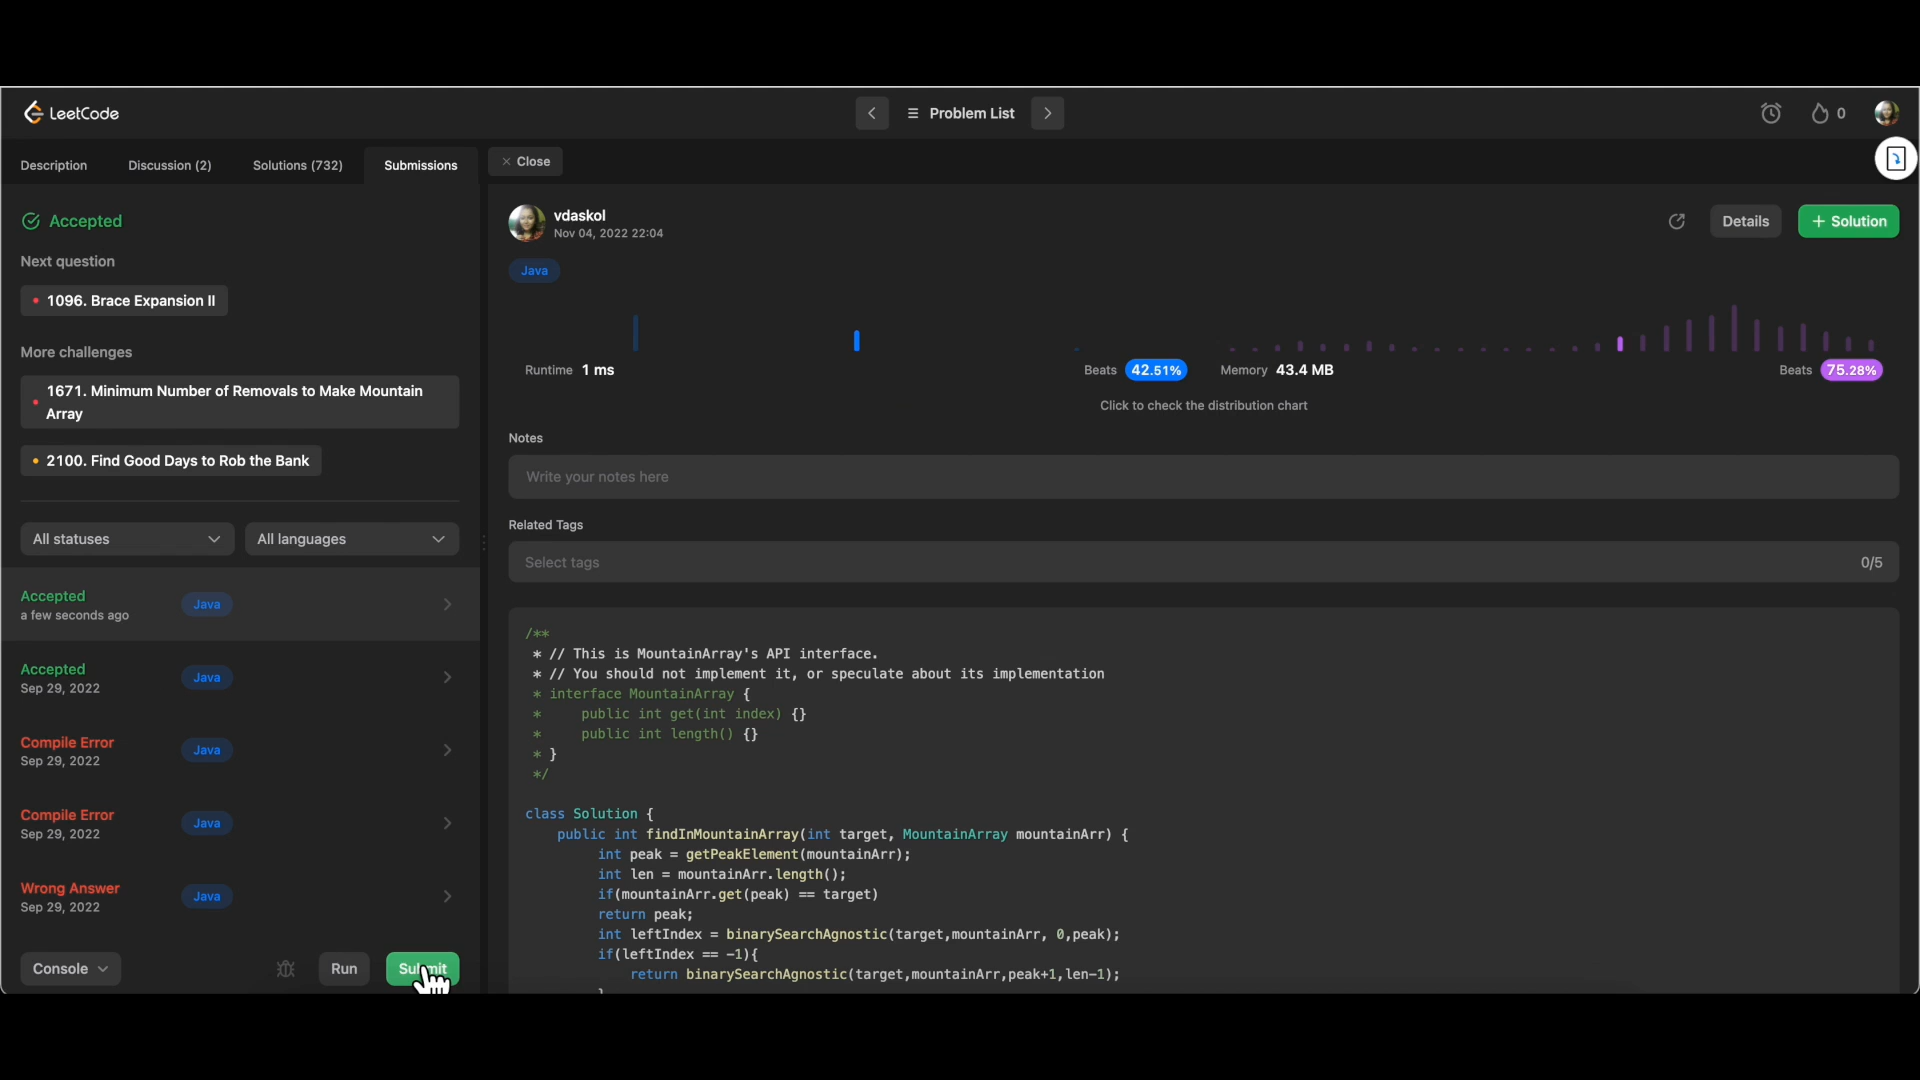 LeetCode
Problem List
0
Description
Discussion (2)
Solutions (732)
Submissions
× Close
Accepted
Next question
1096. Brace Expansion II
More challenges
1671. Minimum Number of Removals to Make Mountain
Array
2100. Find Good Days to Rob the Bank
All statuses
All languages
Accepted
a few seconds ago
Java
Accepted
Sep 29, 2022
Java
Compile Error
Sep 29, 2022
Java
Compile Error
Sep 29, 2022
Java
Wrong Answer
Sep 29, 2022
Java
Console
Run
Submit
vdaskol
Nov 04, 2022 22:04
Details
+ Solution
Java
Runtime 1 ms
Beats 42.51%
Memory 43.4 MB
Beats 75.28%
Click to check the distribution chart
Notes
Write your notes here
Related Tags
Select tags
0/5
/**
* // This is MountainArray's API interface.
* // You should not implement it, or speculate about its implementation
* interface MountainArray {
*     public int get(int index) {}
*     public int length() {}
* }
*/
class Solution {
public int findInMountainArray(int target, MountainArray mountainArr) {
int peak = getPeakElement(mountainArr);
int len = mountainArr.length();
if(mountainArr.get(peak) == target)
return peak;
int leftIndex = binarySearchAgnostic(target,mountainArr, 0,peak);
if(leftIndex == -1){
return binarySearchAgnostic(target,mountainArr,peak+1,len-1);